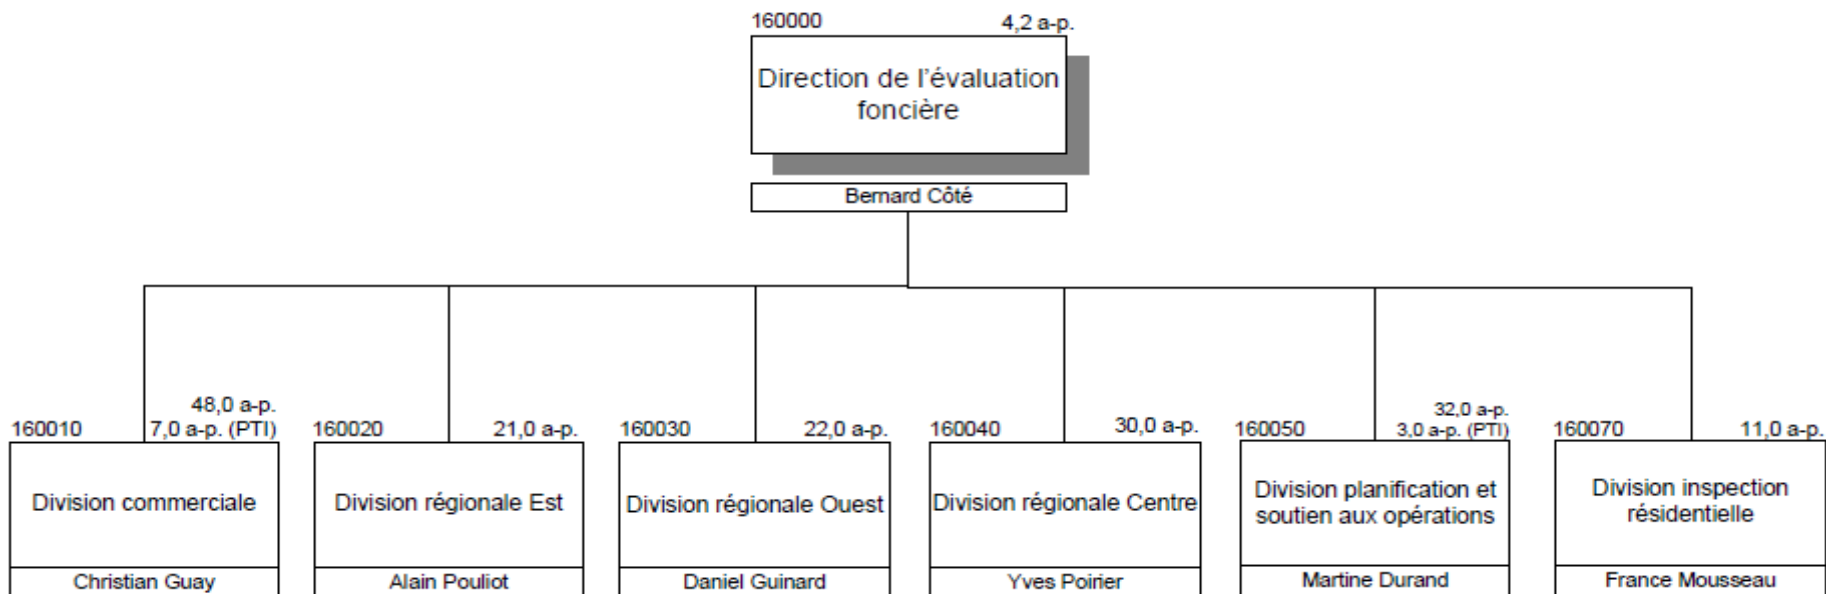 160000 4,2 a-p.
Direction de l'évaluation
foncière
Bernard Côté
48,0 a-p.
160010 7,0 a-p. (PTI)
Division commerciale
Christian Guay
160020 21,0 a-p.
Division régionale Est
Alain Pouliot
160030 22,0 a-p.
Division régionale Ouest
Daniel Guinard
160040 30,0 a-p.
Division régionale Centre
Yves Poirier
32,0 a-p.
160050 3,0 a-p. (PTI)
Division planification et
soutien aux opérations
Martine Durand
160070 11,0 a-p.
Division inspection
résidentielle
France Mousseau